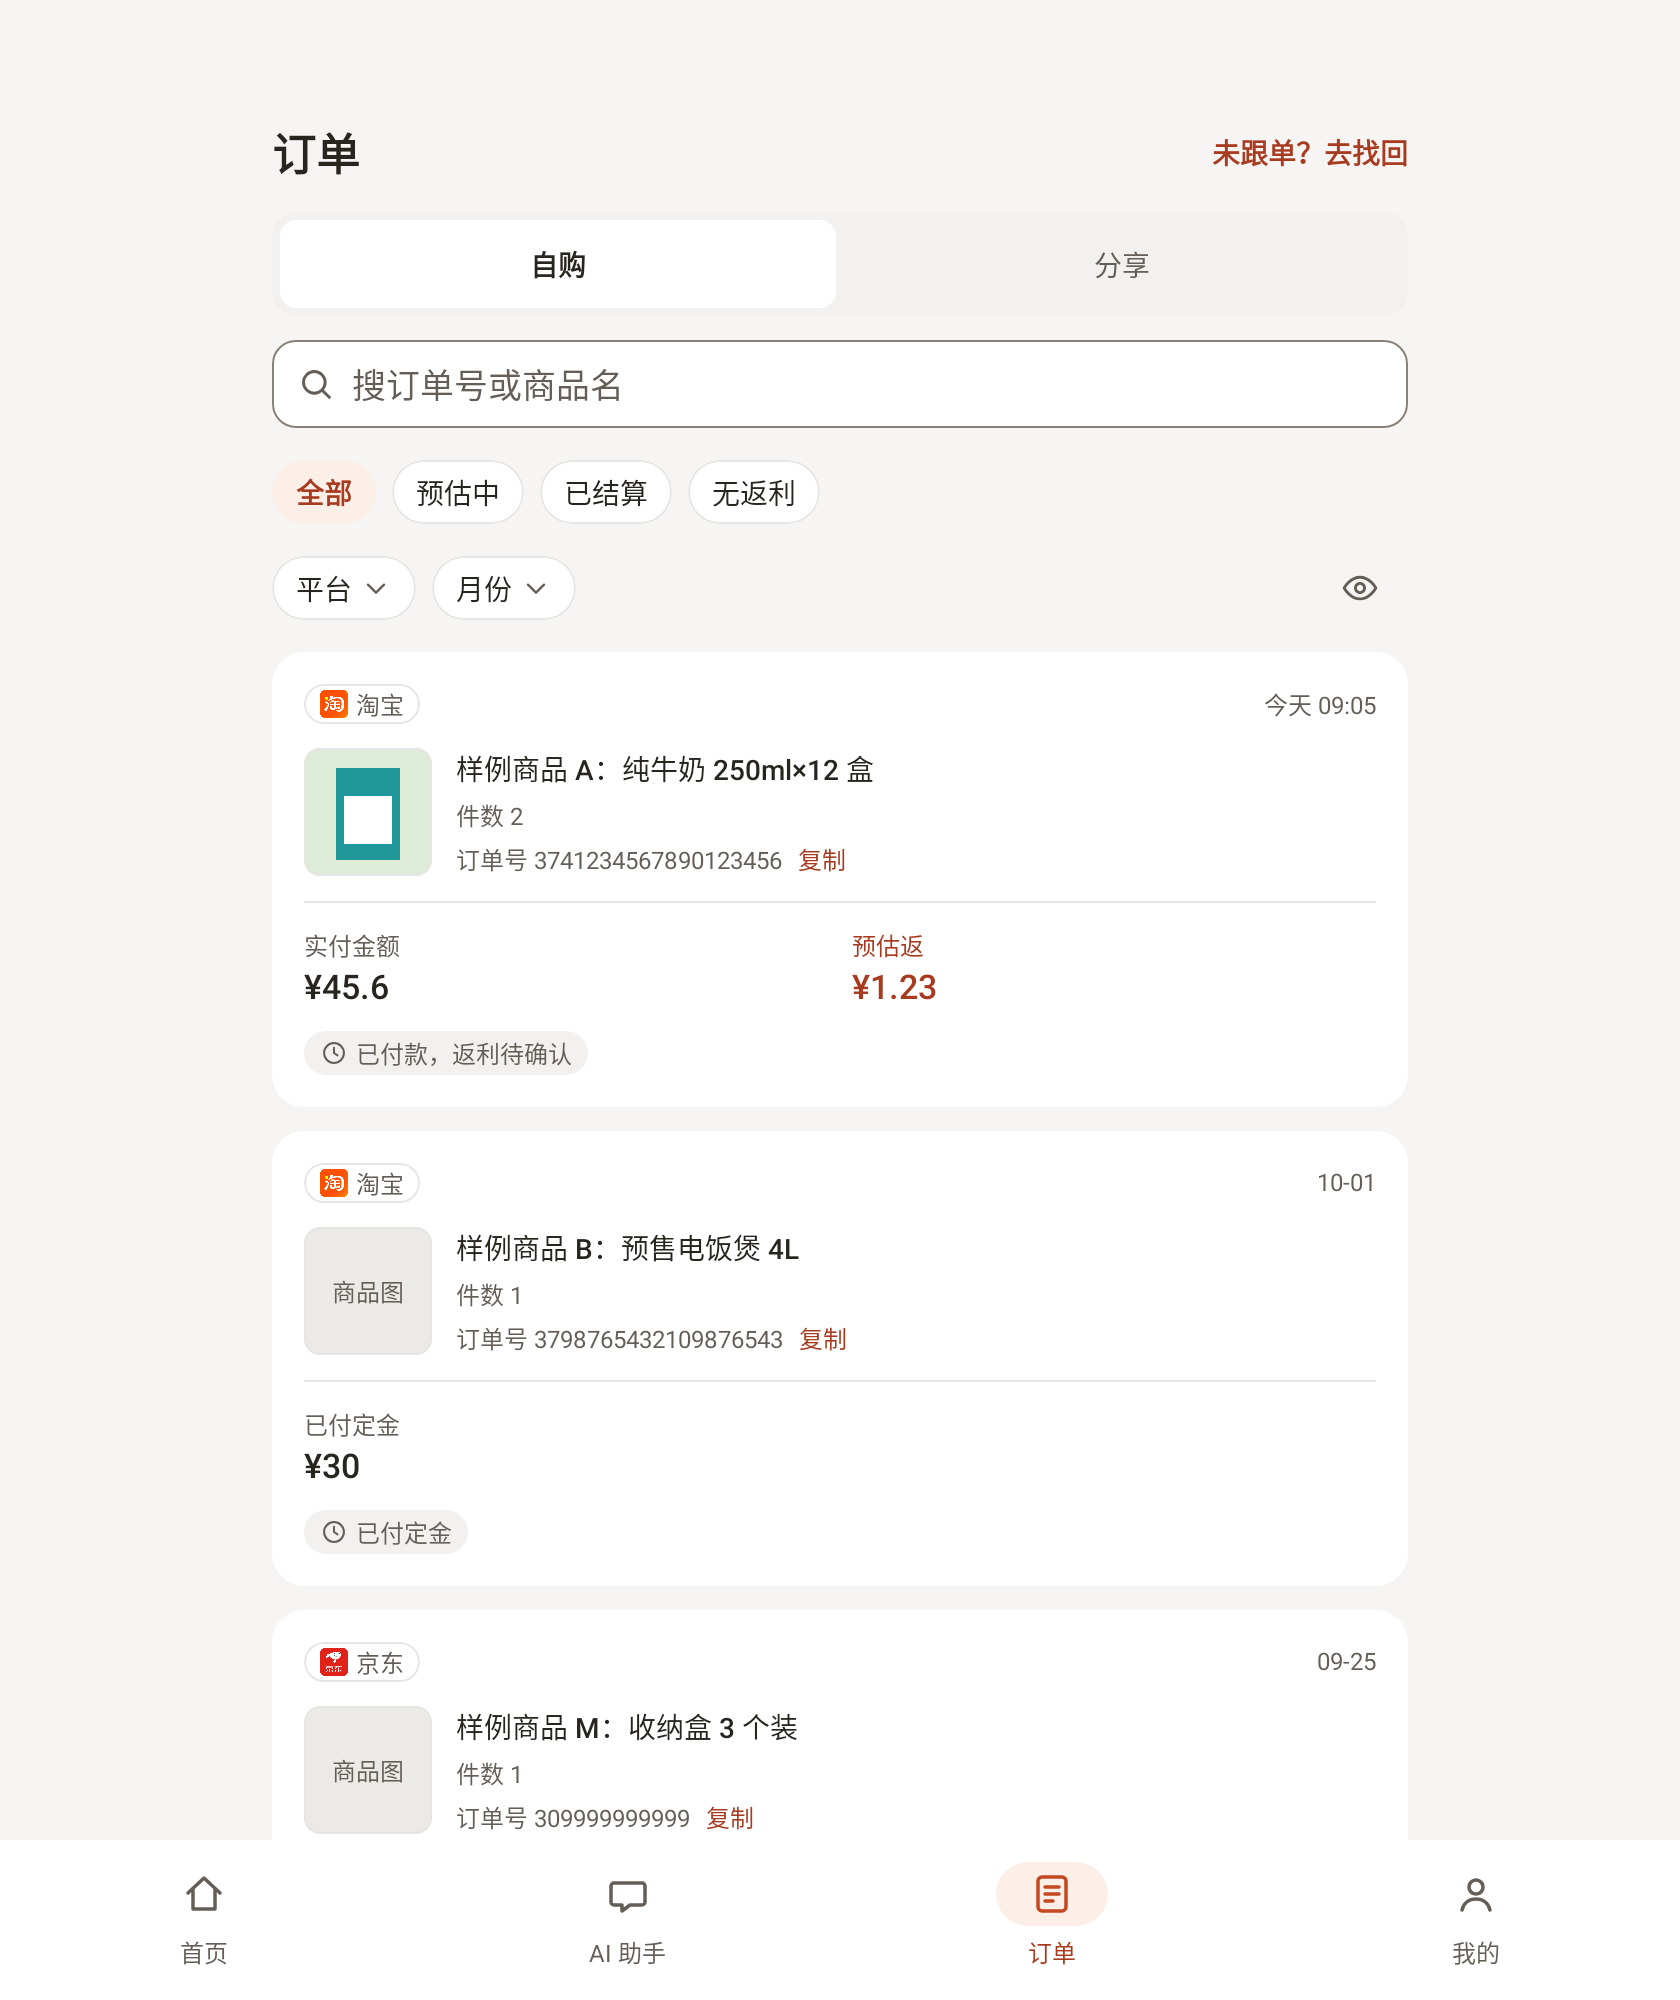 订单
未跟单？去找回
自购
分享
搜订单号或商品名
全部
预估中
已结算
无返利
平台
月份
淘 淘宝
今天 09:05
样例商品 A：纯牛奶 250ml×12 盒
件数 2
订单号 3741234567890123456 复制
实付金额
预估返
¥45.6
¥1.23
已付款，返利待确认
淘 淘宝
10-01
商品图
样例商品 B：预售电饭煲 4L
件数 1
订单号 3798765432109876543 复制
已付定金
¥30
已付定金
京东 京东
09-25
商品图
样例商品 M：收纳盒 3 个装
件数 1
订单号 309999999999 复制
首页
AI 助手
订单
我的